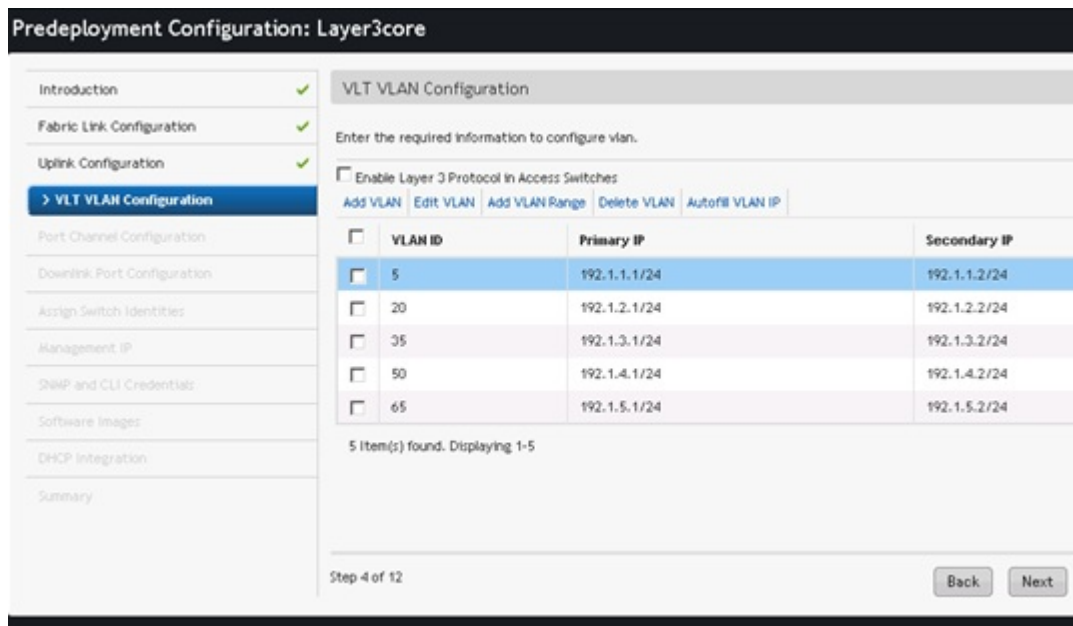 Predeployment Configuration: Layer3core
Introduction
Fabric Link Configuration
Uplink Configuration
> VLT VLAN Configuration
Port Channel Configuration
Downlink Port Configuration
Assign Switch Identities
Management IP
SNMP and CLI Credentials
Software Images
DHCP Integration
Summary
VLT VLAN Configuration
Enter the required information to configure vlan.
Enable Layer 3 Protocol in Access Switches
Add VLAN Edit VLAN Add VLAN Range Delete VLAN Autofill VLAN IP
VLAN ID Primary IP Secondary IP
5 192.1.1.1/24 192.1.1.2/24
20 192.1.2.1/24 192.1.2.2/24
35 192.1.3.1/24 192.1.3.2/24
50 192.1.4.1/24 192.1.4.2/24
65 192.1.5.1/24 192.1.5.2/24
5 Item(s) found. Displaying 1-5
Step 4 of 12
Back Next